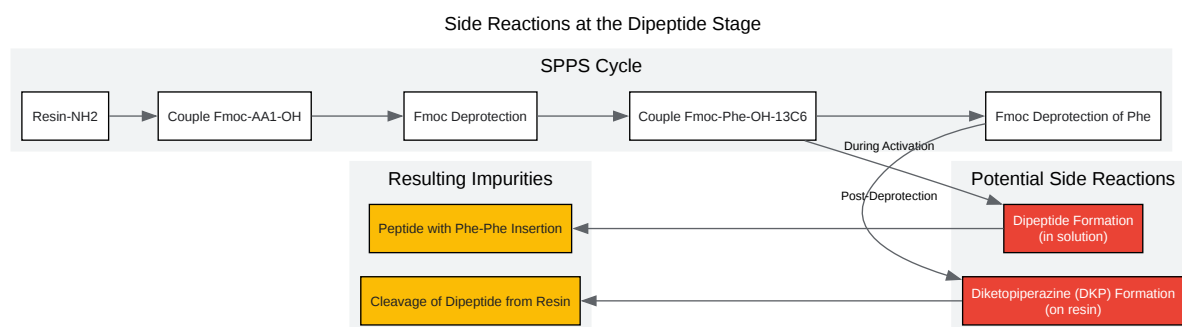 Side Reactions at the Dipeptide Stage
SPPS Cycle
Resin-NH2
Couple Fmoc-AA1-OH
Fmoc Deprotection
Couple Fmoc-Phe-OH-13C6
Fmoc Deprotection of Phe
During Activation
Resulting Impurities
Potential Side Reactions
Post-Deprotection
Peptide with Phe-Phe Insertion
Dipeptide Formation
(in solution)
Cleavage of Dipeptide from Resin
Diketopiperazine (DKP) Formation
(on resin)